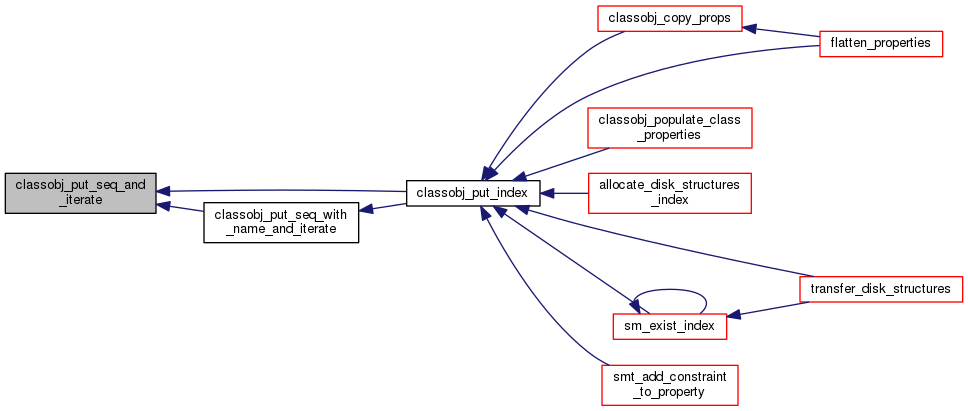 classobj_put_seq_and
_iterate
classobj_put_seq_with
_name_and_iterate
classobj_put_index
classobj_copy_props
flatten_properties
classobj_populate_class
_properties
allocate_disk_structures
_index
transfer_disk_structures
sm_exist_index
smt_add_constraint
_to_property